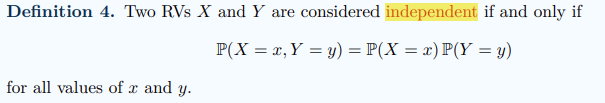 Definition 4. Two RVs X and Y are considered independent if and only if
ℙ(X = x, Y = y) = ℙ(X = x) ℙ(Y = y)
for all values of x and y.